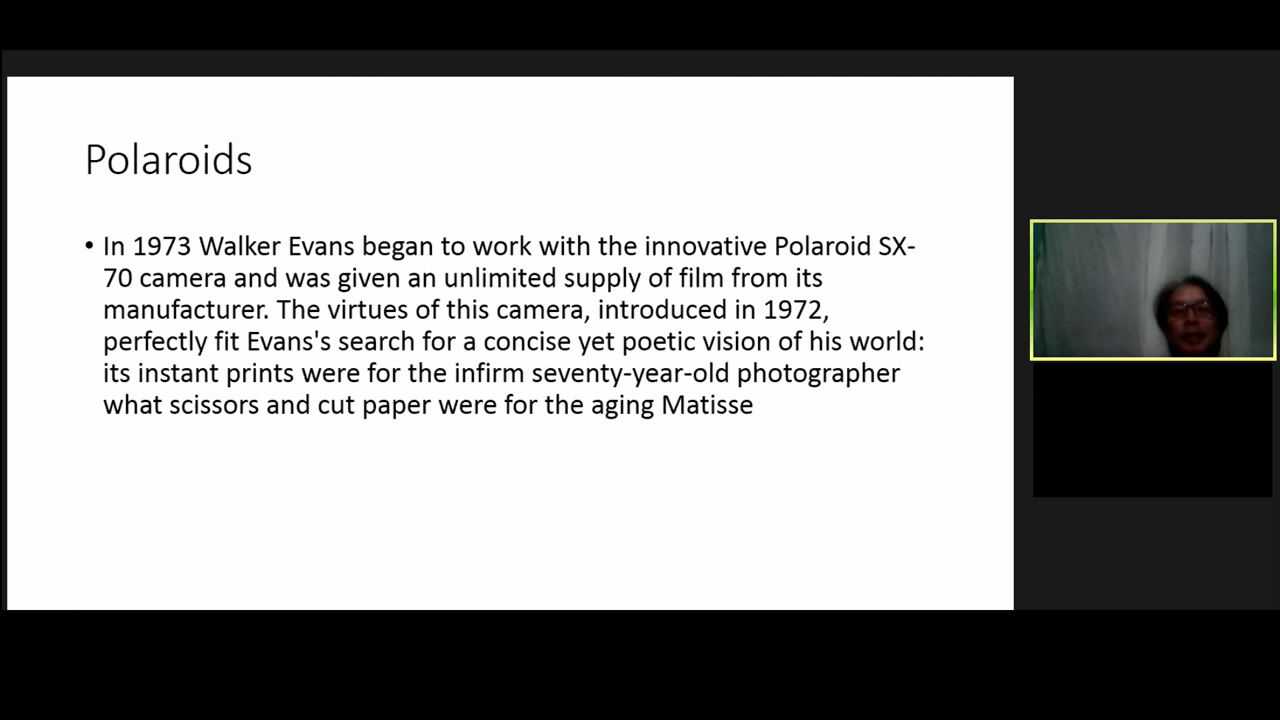 Polaroids
• In 1973 Walker Evans began to work with the innovative Polaroid SX-
70 camera and was given an unlimited supply of film from its
manufacturer. The virtues of this camera, introduced in 1972,
perfectly fit Evans's search for a concise yet poetic vision of his world:
its instant prints were for the infirm seventy-year-old photographer
what scissors and cut paper were for the aging Matisse